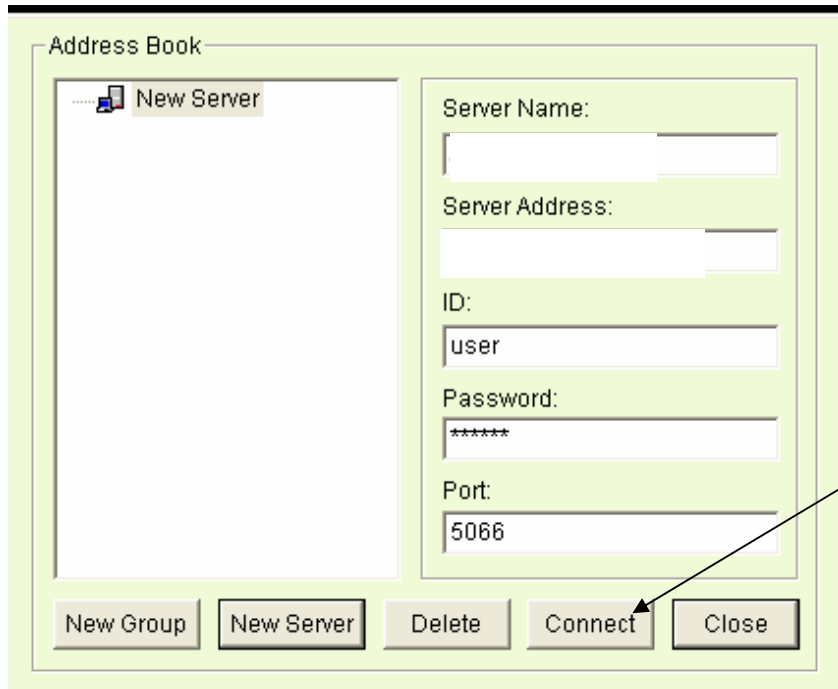 Address Book
New Server
Server Name:
Server Address:
ID:
user
Password:
******
Port:
5066
New Group
New Server
Delete
Connect
Close